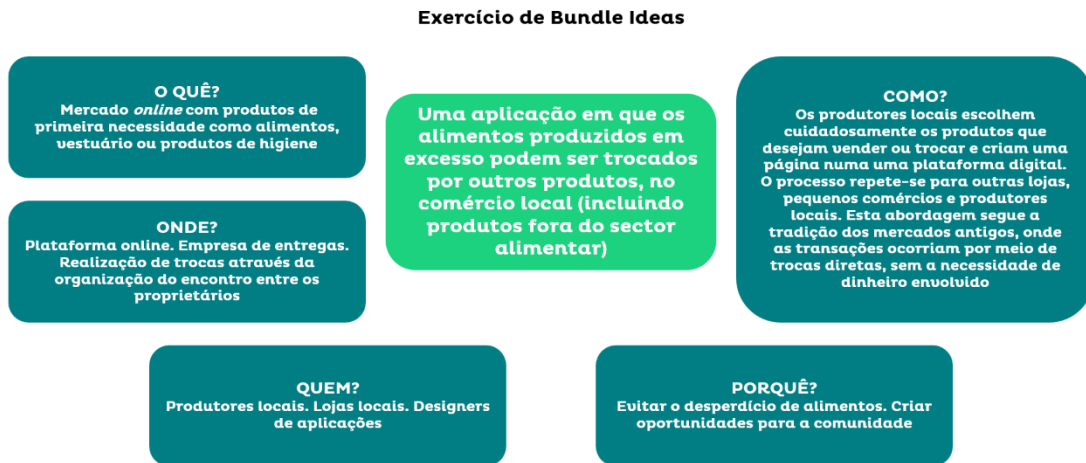 Exercício de Bundle Ideas
O QUÊ?
Mercado online com produtos de
primeira necessidade como alimentos,
vestuário ou produtos de higiene
ONDE?
Plataforma online. Empresa de entregas.
Realização de trocas através da
organização do encontro entre os
proprietários
Uma aplicação em que os
alimentos produzidos em
excesso podem ser trocados
por outros produtos, no
comércio local (incluindo
produtos fora do sector
alimentar)
COMO?
Os produtores locais escolhem
cuidadosamente os produtos que
desejam vender ou trocar e criam uma
página numa uma plataforma digital.
O processo repete-se para outras lojas,
pequenos comércios e produtores
locais. Esta abordagem segue a
tradição dos mercados antigos, onde
as transações ocorriam por meio de
trocas diretas, sem a necessidade de
dinheiro envolvido
QUEM?
Produtores locais. Lojas locais. Designers
de aplicações
PORQUÊ?
Evitar o desperdício de alimentos. Criar
oportunidades para a comunidade